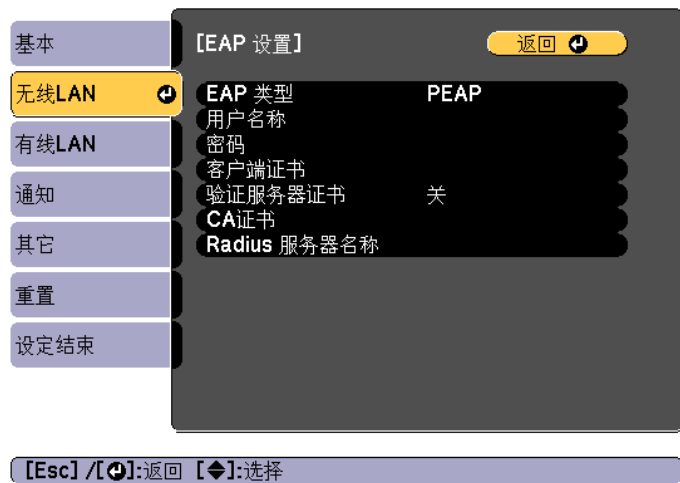 基本
无线LAN
有线LAN
通知
其它
重置
设定结束
[EAP 设置]
返回
EAP 类型 PEAP
用户名称
密码
客户端证书
验证服务器证书 关
CA证书
Radius 服务器名称
[Esc] /[⏎]:返回 [◆]:选择